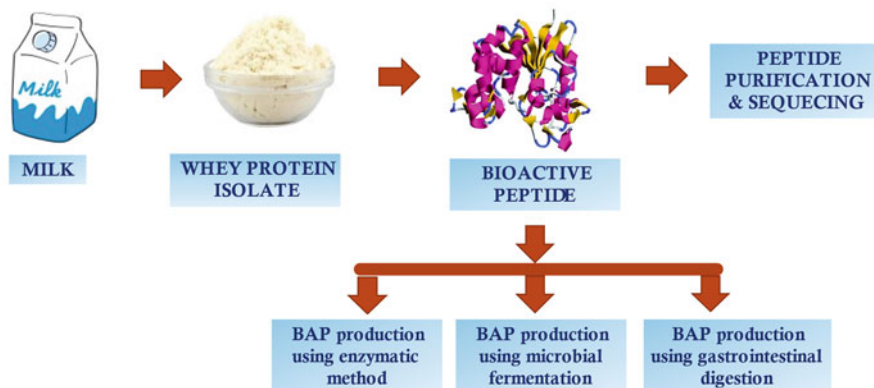 Milk
MILK
WHEY PROTEIN
ISOLATE
BIOACTIVE
PEPTIDE
PEPTIDE
PURIFICATION
& SEQUECING
BAP production
using enzymatic
method
BAP production
using microbial
fermentation
BAP production
using gastrointestinal
digestion